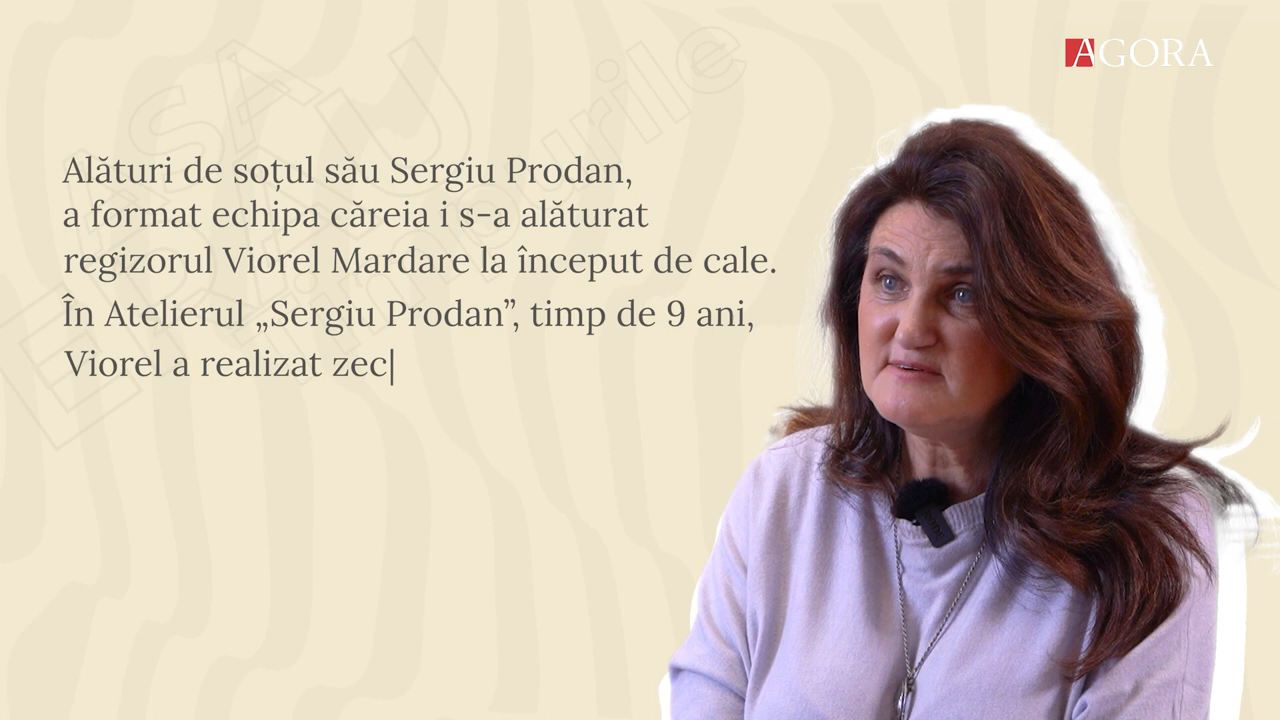 AGORA
Alături de soțul său Sergiu Prodan,
a format echipa căreia i s-a alăturat
regizorul Viorel Mardare la început de cale.
În Atelierul „Sergiu Prodan”, timp de 9 ani,
Viorel a realizat zec|